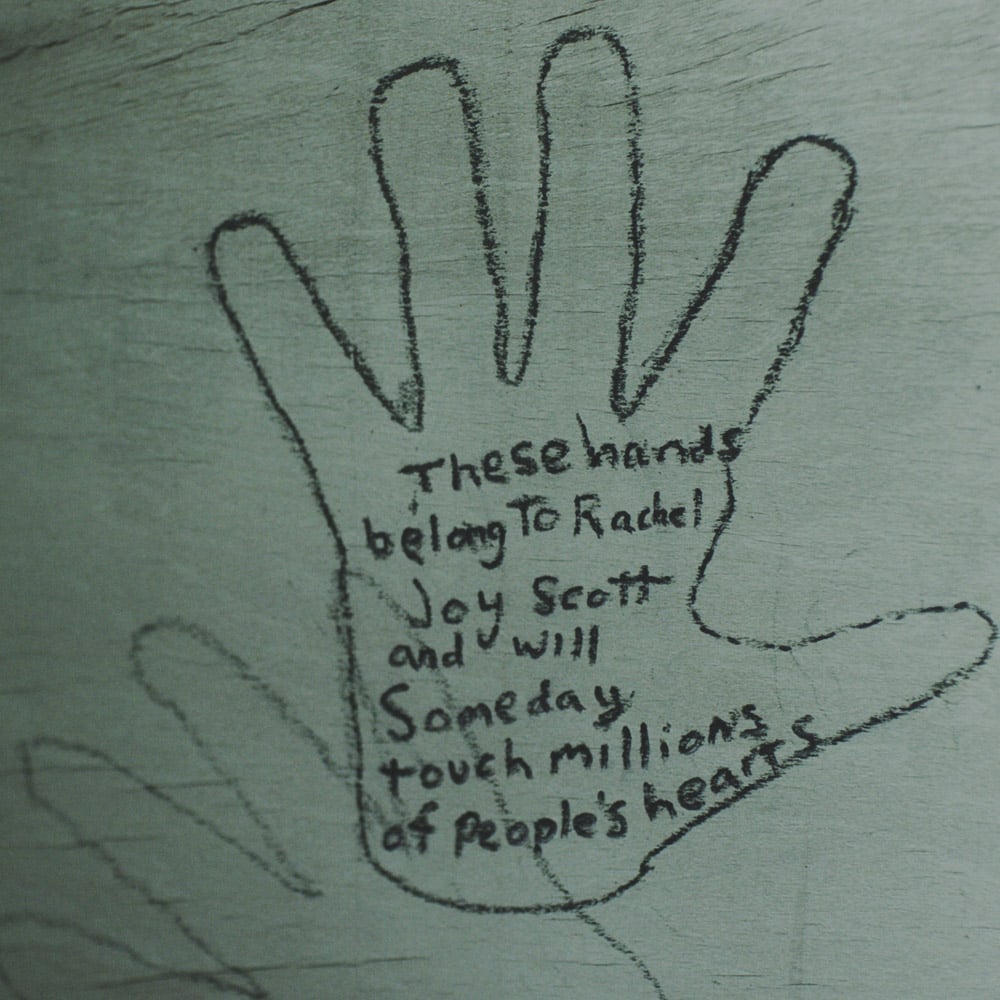 These hands
belong To Rachel
Joy Scott
and will
Someday
touch millions
of people's hearts